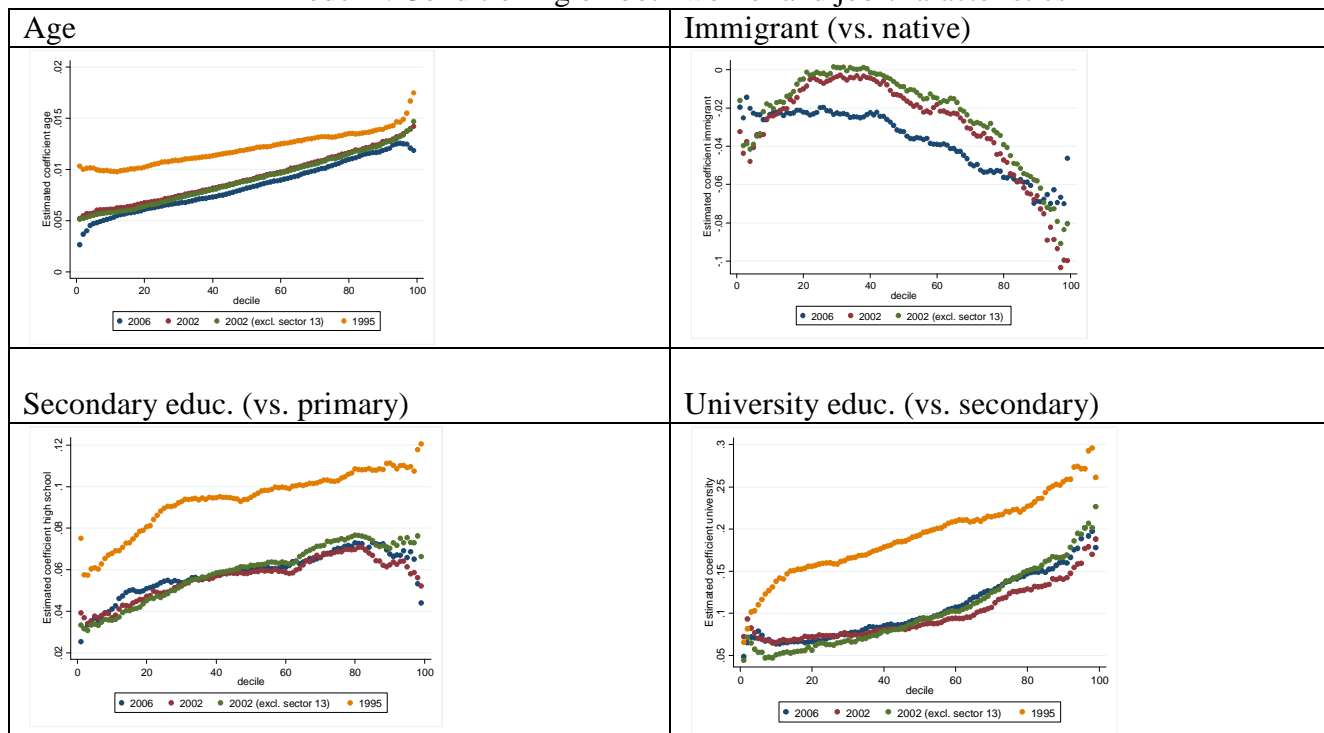 Age
Immigrant (vs. native)
Estimated coefficient age
0 .005 .01 .015 .02
0 20 40 60 80 100
decile
2006 2002 2002 (excl. sector 13) 1995
Estimated coefficient immigrant
-.1 -.08 -.06 -.04 -.02 0
0 20 40 60 80 100
decile
2006 2002 2002 (excl. sector 13)
Secondary educ. (vs. primary)
University educ. (vs. secondary)
Estimated coefficient high school
.02 .04 .06 .08 .1 .12
0 20 40 60 80 100
decile
2006 2002 2002 (excl. sector 13) 1995
Estimated coefficient university
.05 .1 .15 .2 .25 .3
0 20 40 60 80 100
decile
2006 2002 2002 (excl. sector 13) 1995